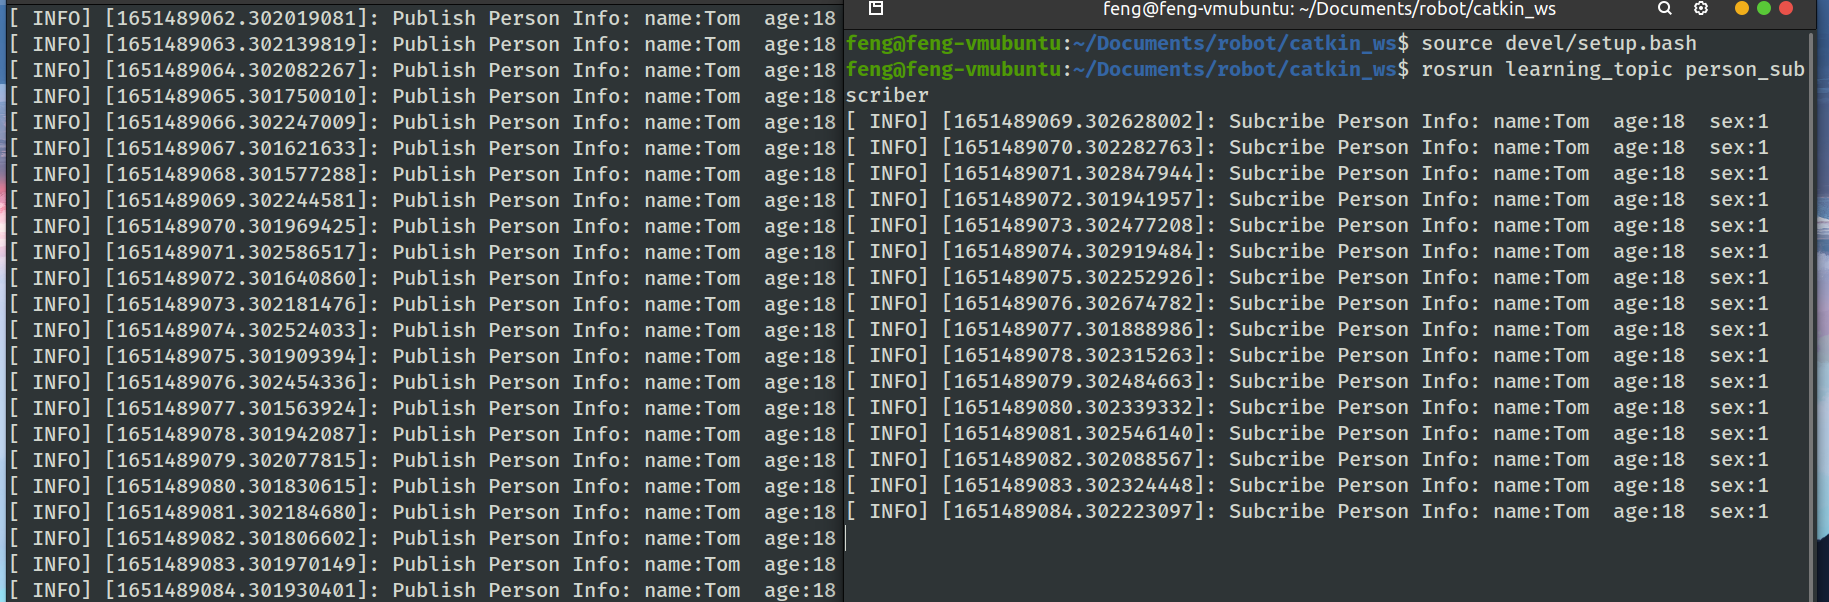 [ INFO] [1651489062.302019081]: Publish Person Info: name:Tom  age:18
[ INFO] [1651489063.302139819]: Publish Person Info: name:Tom  age:18
[ INFO] [1651489064.302082267]: Publish Person Info: name:Tom  age:18
[ INFO] [1651489065.301750010]: Publish Person Info: name:Tom  age:18
[ INFO] [1651489066.302247009]: Publish Person Info: name:Tom  age:18
[ INFO] [1651489067.301621633]: Publish Person Info: name:Tom  age:18
[ INFO] [1651489068.301577288]: Publish Person Info: name:Tom  age:18
[ INFO] [1651489069.302244581]: Publish Person Info: name:Tom  age:18
[ INFO] [1651489070.301969425]: Publish Person Info: name:Tom  age:18
[ INFO] [1651489071.302586517]: Publish Person Info: name:Tom  age:18
[ INFO] [1651489072.301640860]: Publish Person Info: name:Tom  age:18
[ INFO] [1651489073.302181476]: Publish Person Info: name:Tom  age:18
[ INFO] [1651489074.302524033]: Publish Person Info: name:Tom  age:18
[ INFO] [1651489075.301909394]: Publish Person Info: name:Tom  age:18
[ INFO] [1651489076.302454336]: Publish Person Info: name:Tom  age:18
[ INFO] [1651489077.301563924]: Publish Person Info: name:Tom  age:18
[ INFO] [1651489078.301942087]: Publish Person Info: name:Tom  age:18
[ INFO] [1651489079.302077815]: Publish Person Info: name:Tom  age:18
[ INFO] [1651489080.301830615]: Publish Person Info: name:Tom  age:18
[ INFO] [1651489081.302184680]: Publish Person Info: name:Tom  age:18
[ INFO] [1651489082.301806602]: Publish Person Info: name:Tom  age:18
[ INFO] [1651489083.301970149]: Publish Person Info: name:Tom  age:18
[ INFO] [1651489084.301930401]: Publish Person Info: name:Tom  age:18
feng@feng-vmubuntu: ~/Documents/robot/catkin_ws
feng@feng-vmubuntu:~/Documents/robot/catkin_ws$ source devel/setup.bash
feng@feng-vmubuntu:~/Documents/robot/catkin_ws$ rosrun learning_topic person_sub
scriber
[ INFO] [1651489069.302628002]: Subcribe Person Info: name:Tom  age:18  sex:1
[ INFO] [1651489070.302282763]: Subcribe Person Info: name:Tom  age:18  sex:1
[ INFO] [1651489071.302847944]: Subcribe Person Info: name:Tom  age:18  sex:1
[ INFO] [1651489072.301941957]: Subcribe Person Info: name:Tom  age:18  sex:1
[ INFO] [1651489073.302477208]: Subcribe Person Info: name:Tom  age:18  sex:1
[ INFO] [1651489074.302919484]: Subcribe Person Info: name:Tom  age:18  sex:1
[ INFO] [1651489075.302252926]: Subcribe Person Info: name:Tom  age:18  sex:1
[ INFO] [1651489076.302674782]: Subcribe Person Info: name:Tom  age:18  sex:1
[ INFO] [1651489077.301888986]: Subcribe Person Info: name:Tom  age:18  sex:1
[ INFO] [1651489078.302315263]: Subcribe Person Info: name:Tom  age:18  sex:1
[ INFO] [1651489079.302484663]: Subcribe Person Info: name:Tom  age:18  sex:1
[ INFO] [1651489080.302339332]: Subcribe Person Info: name:Tom  age:18  sex:1
[ INFO] [1651489081.302546140]: Subcribe Person Info: name:Tom  age:18  sex:1
[ INFO] [1651489082.302088567]: Subcribe Person Info: name:Tom  age:18  sex:1
[ INFO] [1651489083.302324448]: Subcribe Person Info: name:Tom  age:18  sex:1
[ INFO] [1651489084.302223097]: Subcribe Person Info: name:Tom  age:18  sex:1